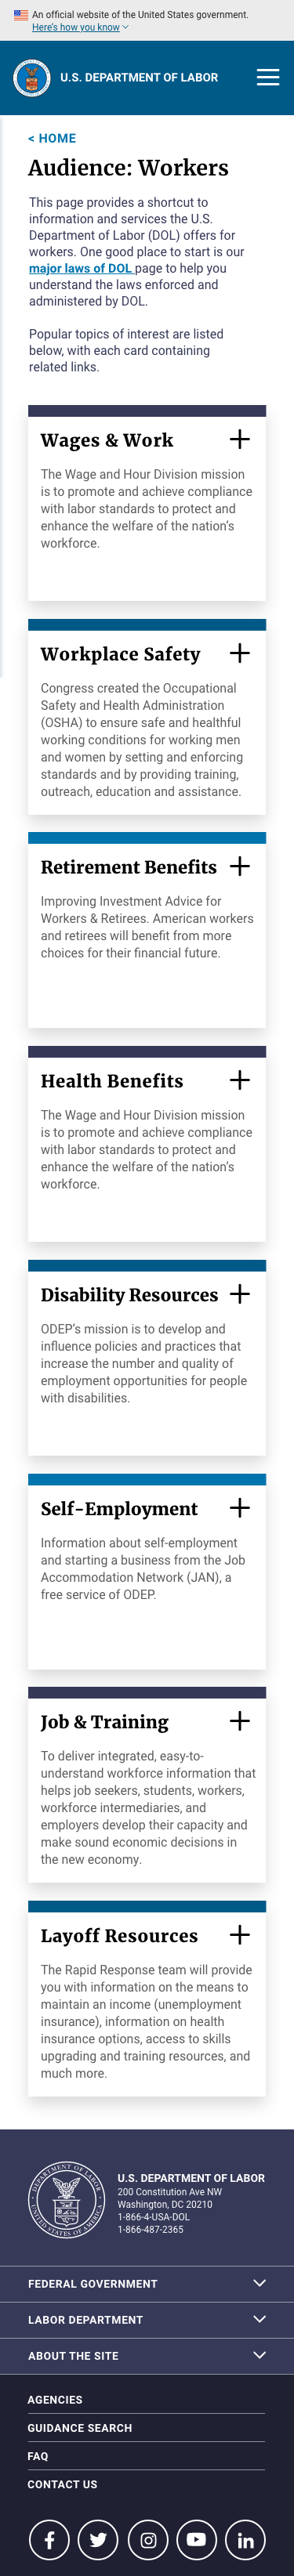 An official website of the United States government.
Here's how you know
U.S. DEPARTMENT OF LABOR
< HOME
Audience: Workers
This page provides a shortcut to
information and services the U.S.
Department of Labor (DOL) offers for
workers. One good place to start is our
major laws of DOL page to help you
understand the laws enforced and
administered by DOL.
Popular topics of interest are listed
below, with each card containing
related links.
Wages & Work
The Wage and Hour Division mission
is to promote and achieve compliance
with labor standards to protect and
enhance the welfare of the nation's
workforce.
Workplace Safety
Congress created the Occupational
Safety and Health Administration
(OSHA) to ensure safe and healthful
working conditions for working men
and women by setting and enforcing
standards and by providing training,
outreach, education and assistance.
Retirement Benefits
Improving Investment Advice for
Workers & Retirees. American workers
and retirees will benefit from more
choices for their financial future.
Health Benefits
The Wage and Hour Division mission
is to promote and achieve compliance
with labor standards to protect and
enhance the welfare of the nation's
workforce.
Disability Resources
ODEP's mission is to develop and
influence policies and practices that
increase the number and quality of
employment opportunities for people
with disabilities.
Self-Employment
Information about self-employment
and starting a business from the Job
Accommodation Network (JAN), a
free service of ODEP.
Job & Training
To deliver integrated, easy-to-
understand workforce information that
helps job seekers, students, workers,
workforce intermediaries, and
employers develop their capacity and
make sound economic decisions in
the new economy.
Layoff Resources
The Rapid Response team will provide
you with information on the means to
maintain an income (unemployment
insurance), information on health
insurance options, access to skills
upgrading and training resources, and
much more.
DEPARTMENT OF LABOR
UNITED STATES OF AMERICA
U.S. DEPARTMENT OF LABOR
200 Constitution Ave NW
Washington, DC 20210
1-866-4-USA-DOL
1-866-487-2365
FEDERAL GOVERNMENT
LABOR DEPARTMENT
ABOUT THE SITE
AGENCIES
GUIDANCE SEARCH
FAQ
CONTACT US